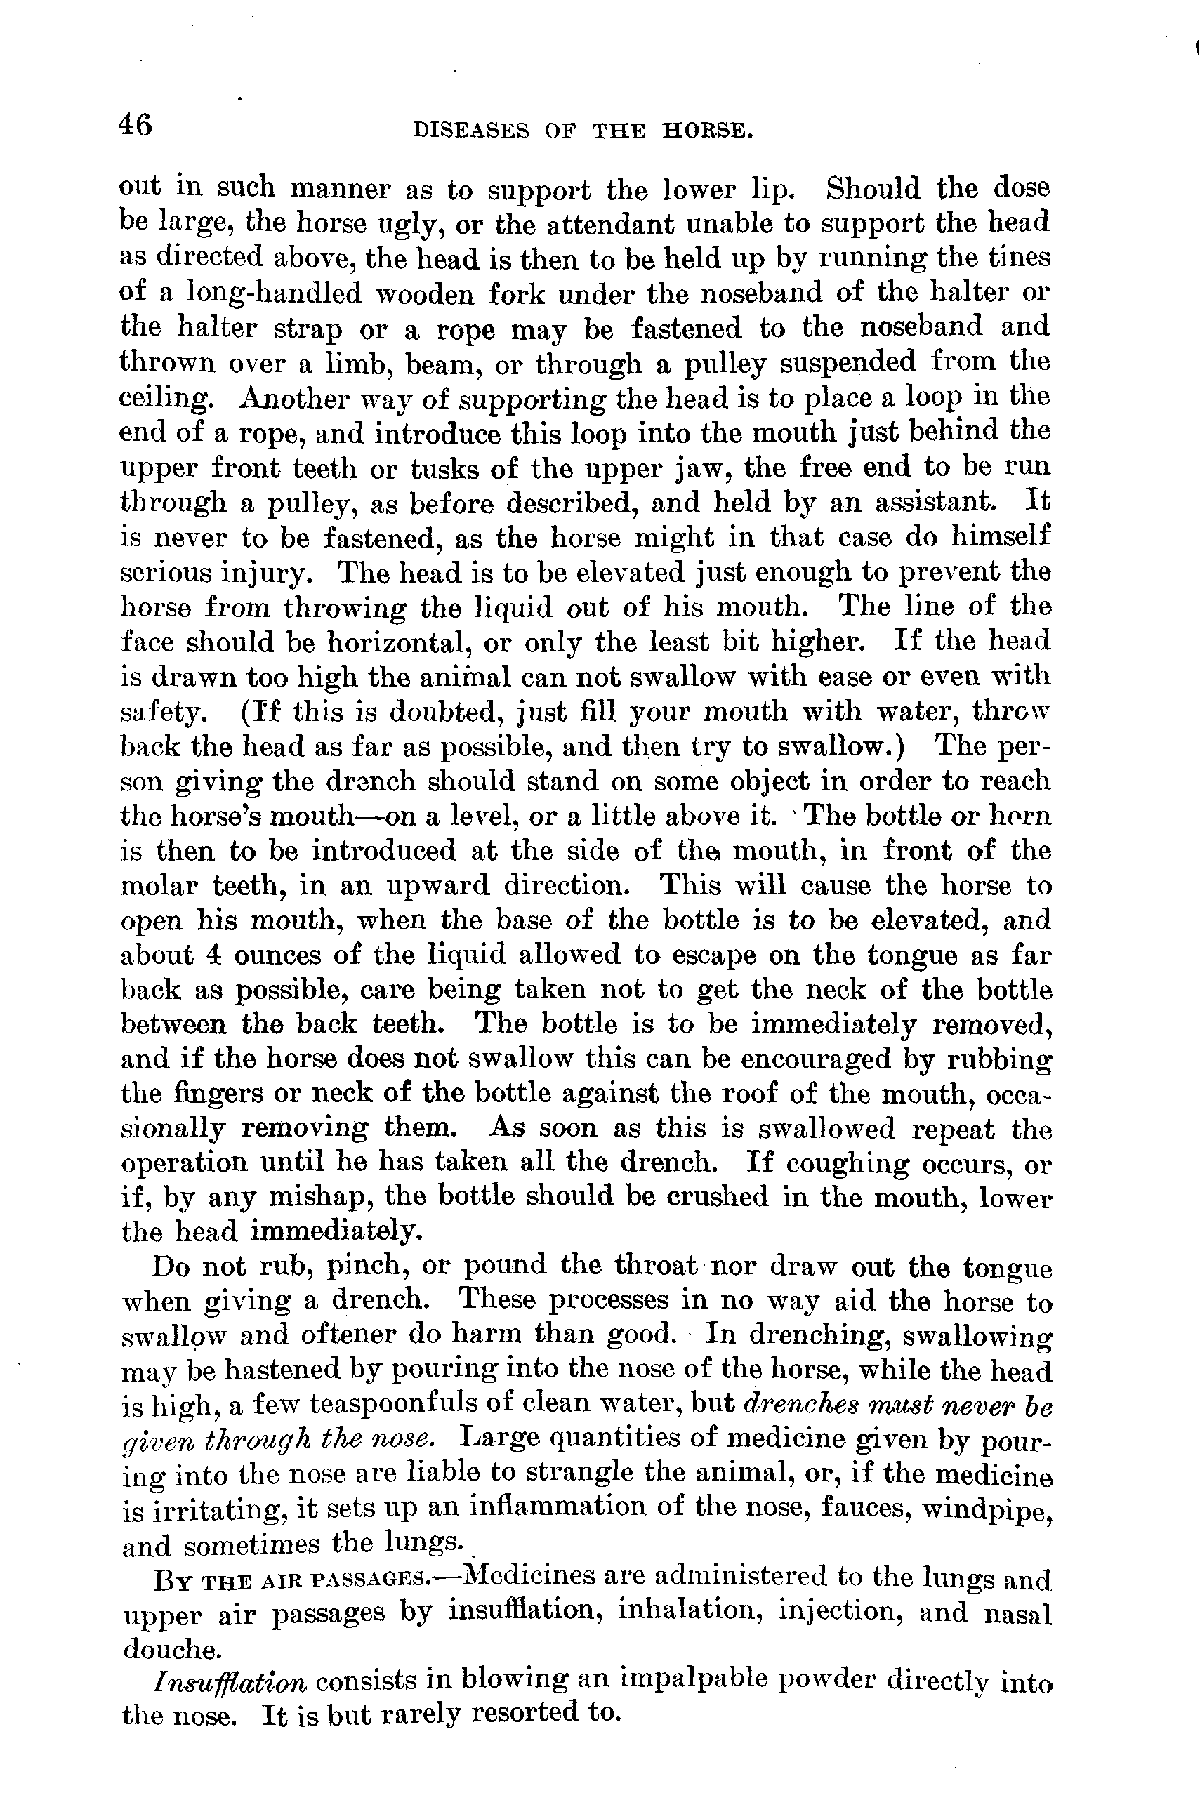 46 DISEASES OF THE HORSE.
out in such manner as to support the lower lip. Should the dose
be large, the horse ugly, or the attendant unable to support the head
as directed above, the head is then to be held up by running the tines
of a long-handled wooden fork under the noseband of the halter or
the halter strap or a rope may be fastened to the noseband and
thrown over a limb, beam, or through a pulley suspended from the
ceiling. Another way of supporting the head is to place a loop in the
end of a rope, and introduce this loop into the mouth just behind the
upper front teeth or tusks of the upper jaw, the free end to be run
through a pulley, as before described, and held by an assistant. It
is never to be fastened, as the horse might in that case do himself
serious injury. The head is to be elevated just enough to prevent the
horse from throwing the liquid out of his mouth. The line of the
face should be horizontal, or only the least bit higher. If the head
is drawn too high the animal can not swallow with ease or even with
safety. (If this is doubted, just fill your mouth with water, throw
back the head as far as possible, and then try to swallow.) The per-
son giving the drench should stand on some object in order to reach
the horse's mouth—on a level, or a little above it. The bottle or horn
is then to be introduced at the side of the mouth, in front of the
molar teeth, in an upward direction. This will cause the horse to
open his mouth, when the base of the bottle is to be elevated, and
about 4 ounces of the liquid allowed to escape on the tongue as far
back as possible, care being taken not to get the neck of the bottle
between the back teeth. The bottle is to be immediately removed,
and if the horse does not swallow this can be encouraged by rubbing
the fingers or neck of the bottle against the roof of the mouth, occa-
sionally removing them. As soon as this is swallowed repeat the
operation until he has taken all the drench. If coughing occurs, or
if, by any mishap, the bottle should be crushed in the mouth, lower
the head immediately.
Do not rub, pinch, or pound the throat nor draw out the tongue
when giving a drench. These processes in no way aid the horse to
swallow and oftener do harm than good. In drenching, swallowing
may be hastened by pouring into the nose of the horse, while the head
is high, a few teaspoonfuls of clean water, but drenches must never be
given through the nose. Large quantities of medicine given by pour-
ing into the nose are liable to strangle the animal, or, if the medicine
is irritating, it sets up an inflammation of the nose, fauces, windpipe,
and sometimes the lungs.
BY THE AIR PASSAGES.—Medicines are administered to the lungs and
upper air passages by insufflation, inhalation, injection, and nasal
douche.
Insufflation consists in blowing an impalpable powder directly into
the nose. It is but rarely resorted to.